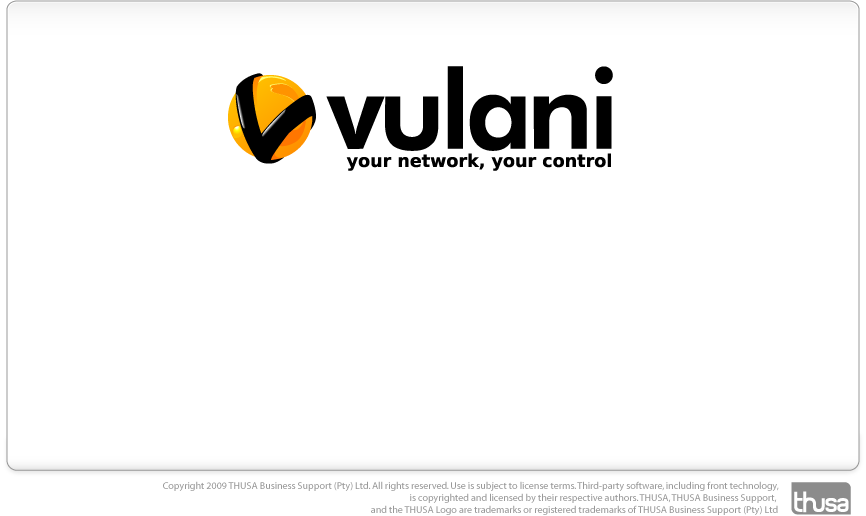 vulani
your network, your control
Copyright 2009 THUSA Business Support (Pty) Ltd. All rights reserved. Use is subject to license terms. Third-party software, including front technology,
is copyrighted and licensed by their respective authors. THUSA, THUSA Business Support,
and the THUSA Logo are trademarks or registered trademarks of THUSA Business Support (Pty) Ltd
thusa